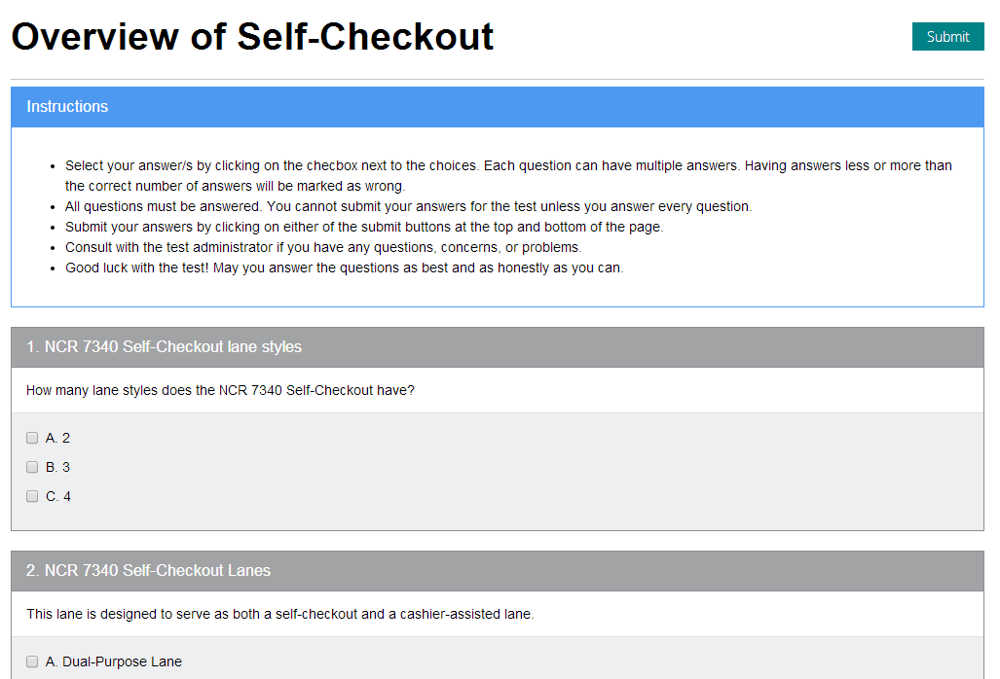 Overview of Self-Checkout
Submit
Instructions
Select your answer/s by clicking on the checbox next to the choices. Each question can have multiple answers. Having answers less or more than
the correct number of answers will be marked as wrong.
All questions must be answered. You cannot submit your answers for the test unless you answer every question.
Submit your answers by clicking on either of the submit buttons at the top and bottom of the page.
Consult with the test administrator if you have any questions, concerns, or problems.
Good luck with the test! May you answer the questions as best and as honestly as you can.
1. NCR 7340 Self-Checkout lane styles
How many lane styles does the NCR 7340 Self-Checkout have?
A. 2
B. 3
C. 4
2. NCR 7340 Self-Checkout Lanes
This lane is designed to serve as both a self-checkout and a cashier-assisted lane.
A. Dual-Purpose Lane